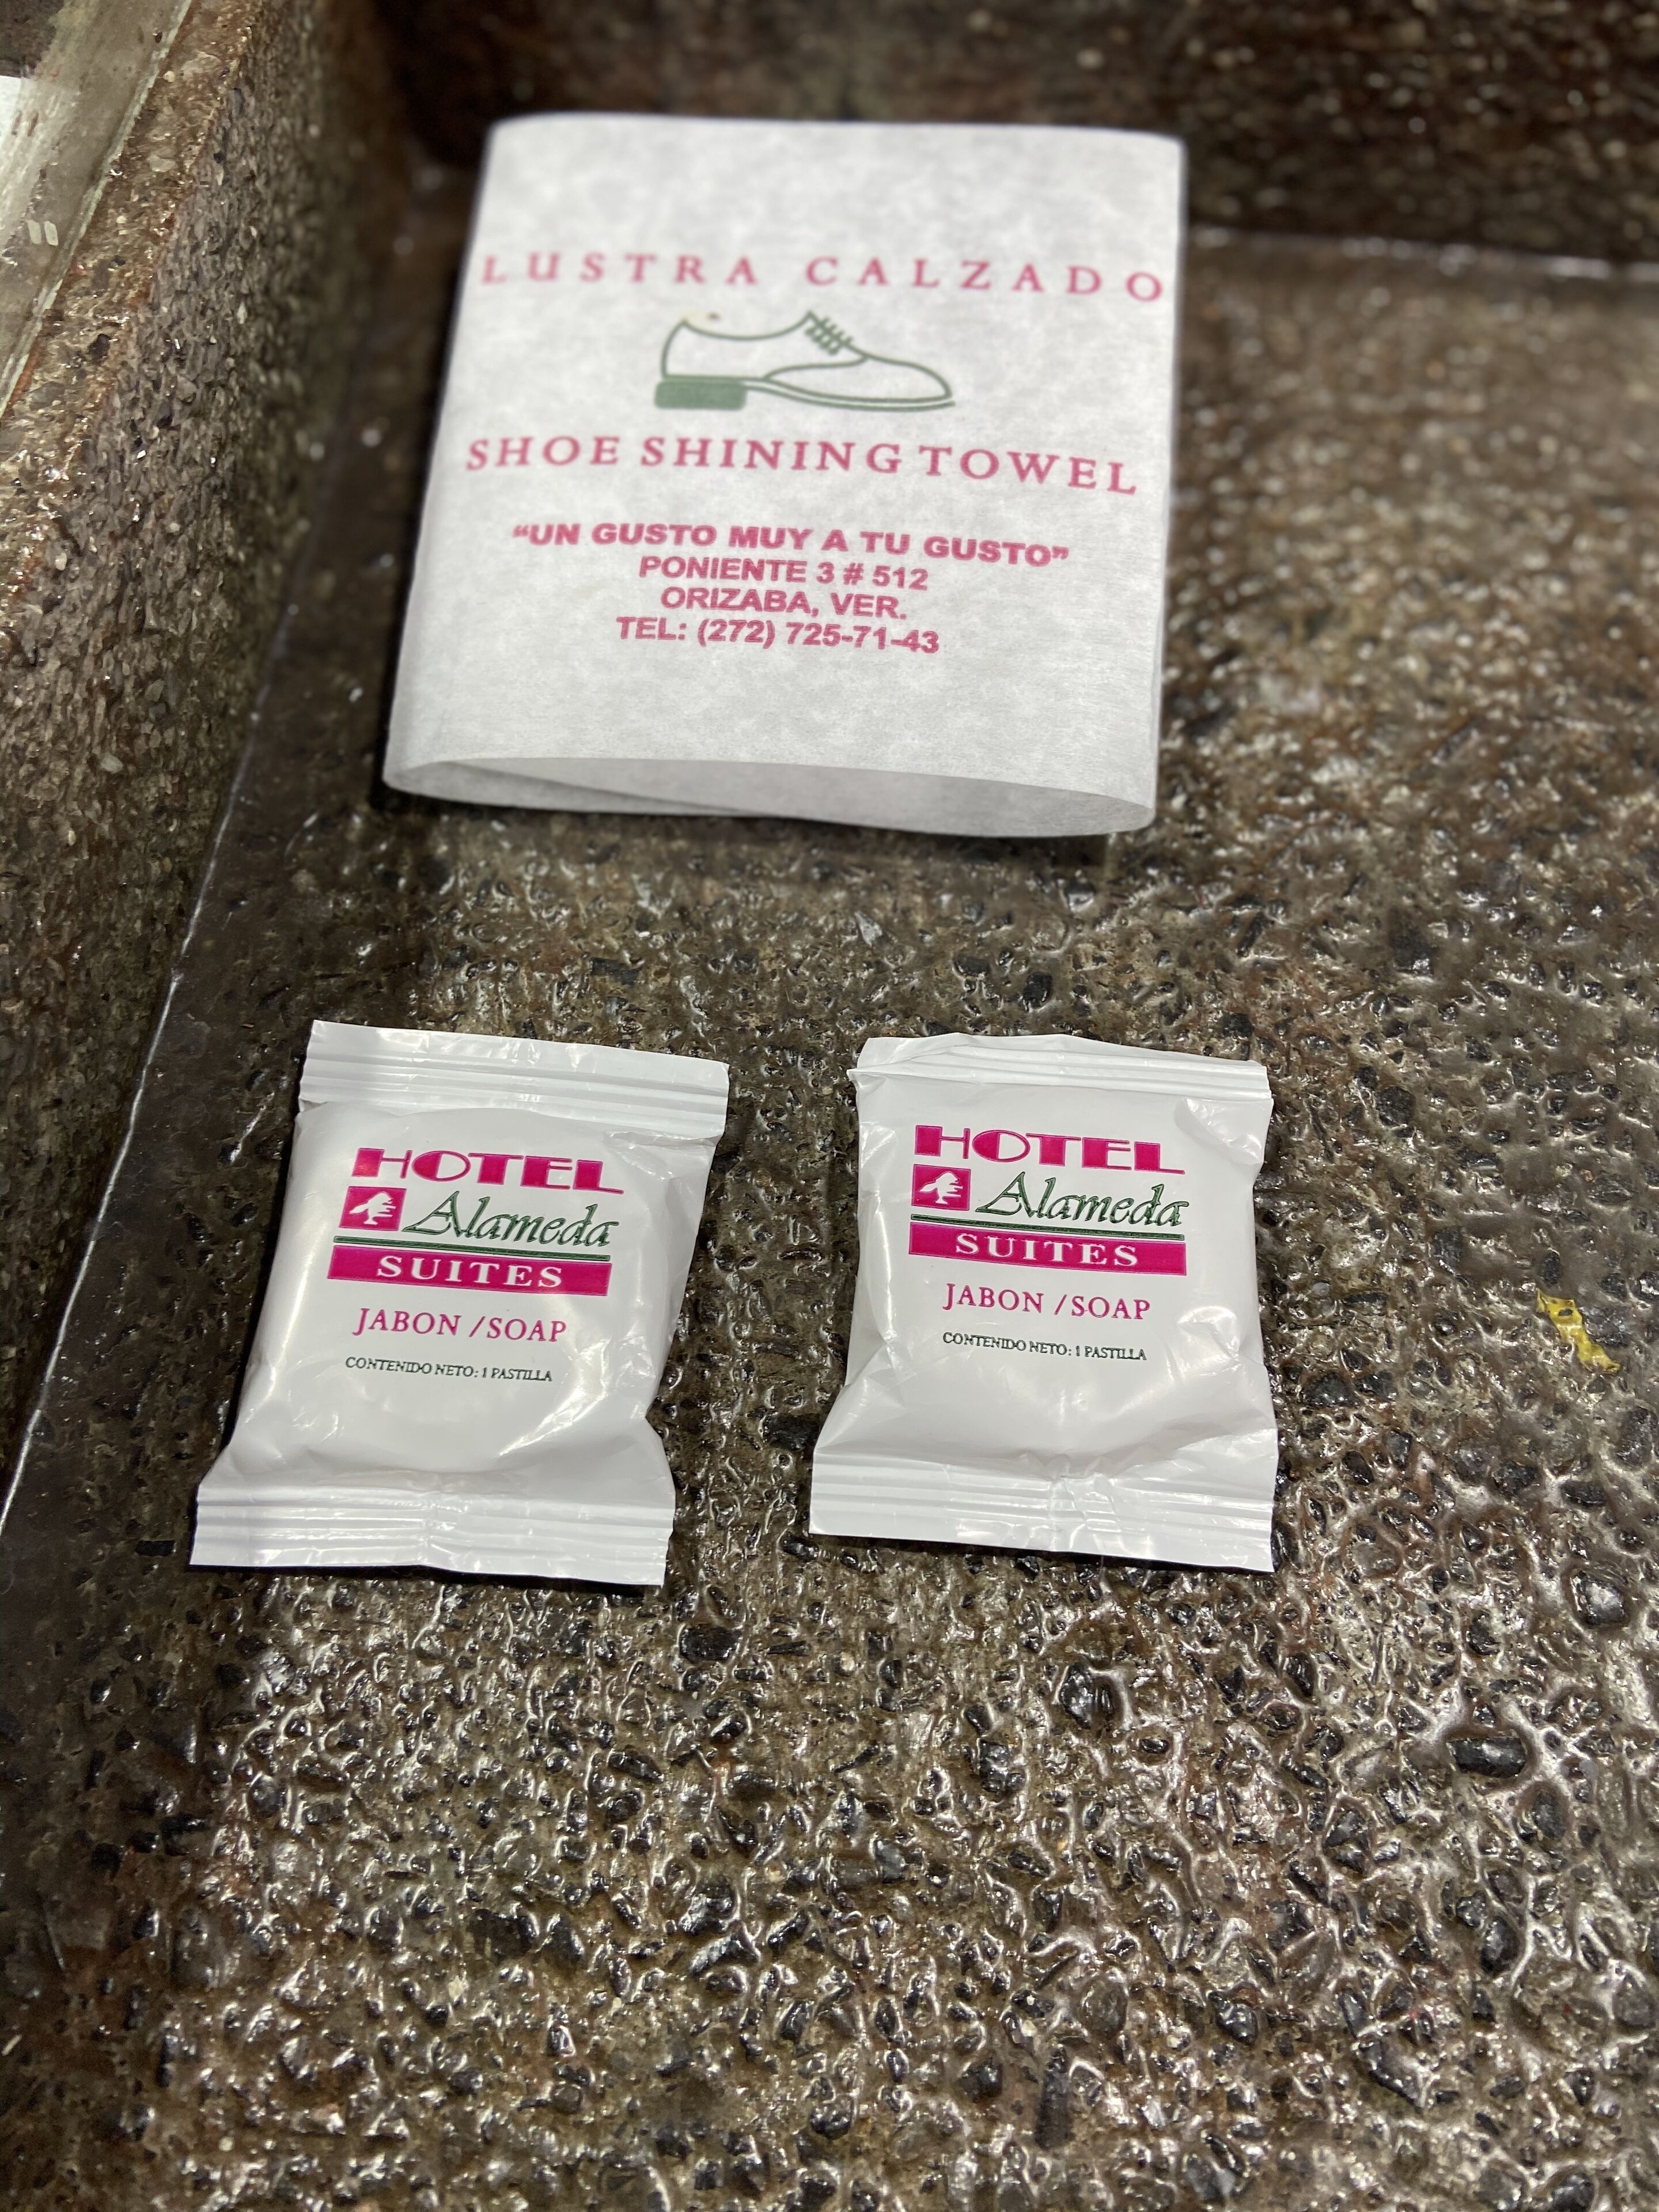 LUSTRA CALZADO
SHOE SHINING TOWEL
“UN GUSTO MUY A TU GUSTO”
PONIENTE 3 # 512
ORIZABA, VER.
TEL: (272) 725-71-43
HOTEL
Alameda
SUITES
JABON /SOAP
CONTENIDO NETO: 1 PASTILLA
HOTEL
Alameda
SUITES
JABON /SOAP
CONTENIDO NETO: 1 PASTILLA